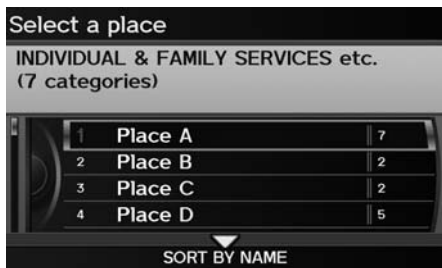 Select a place
INDIVIDUAL & FAMILY SERVICES etc.
(7 categories)
1 Place A 7
2 Place B 2
3 Place C 2
4 Place D 5
SORT BY NAME